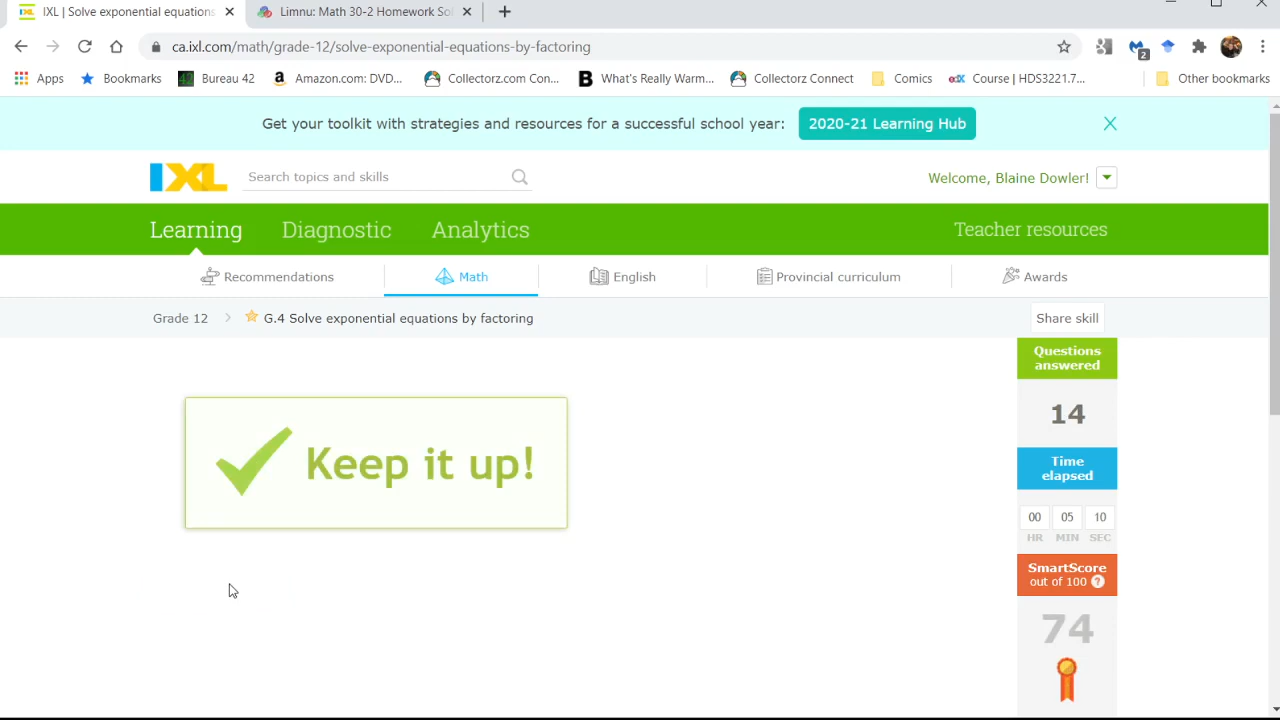 IXL | Solve exponential equations
Limnu: Math 30-2 Homework Sol
ca.ixl.com/math/grade-12/solve-exponential-equations-by-factoring
2
Apps
Bookmarks
42 Bureau 42
a Amazon.com: DVD...
Collectorz.com Con...
B What's Really Warm...
Collectorz Connect
Comics
edX Course | HDS3221.7...
Other bookmarks
Get your toolkit with strategies and resources for a successful school year:
2020-21 Learning Hub
IXL
Search topics and skills
Welcome, Blaine Dowler!
Learning
Diagnostic
Analytics
Teacher resources
Recommendations
Math
English
Provincial curriculum
Awards
Grade 12 > G.4 Solve exponential equations by factoring
Share skill
Questions
answered
14
Keep it up!
Time
elapsed
00 05 10
HR MIN SEC
SmartScore
out of 100 ?
74